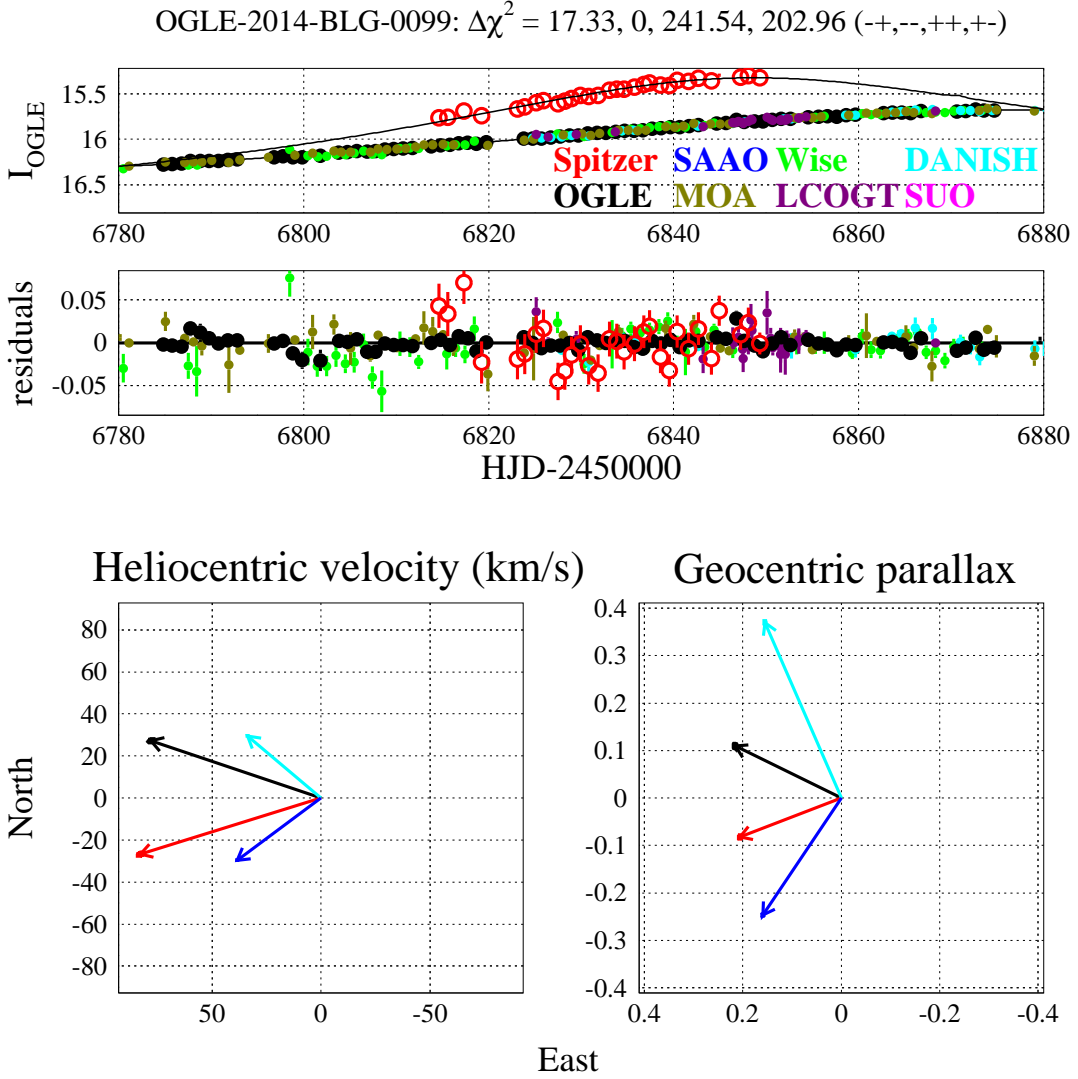 OGLE-2014-BLG-0099: Δχ² = 17.33, 0, 241.54, 202.96 (-+,--,++,+-)
I_OGLE
15.5
16
16.5
Spitzer SAAO Wise DANISH
OGLE MOA LCOGT SUO
6780 6800 6820 6840 6860 6880
residuals
0.05
0
-0.05
6780 6800 6820 6840 6860 6880
HJD-2450000
Heliocentric velocity (km/s)
North
80
60
40
20
0
-20
-40
-60
-80
50 0 -50
Geocentric parallax
0.4
0.3
0.2
0.1
0
-0.1
-0.2
-0.3
-0.4
0.4 0.2 0 -0.2 -0.4
East